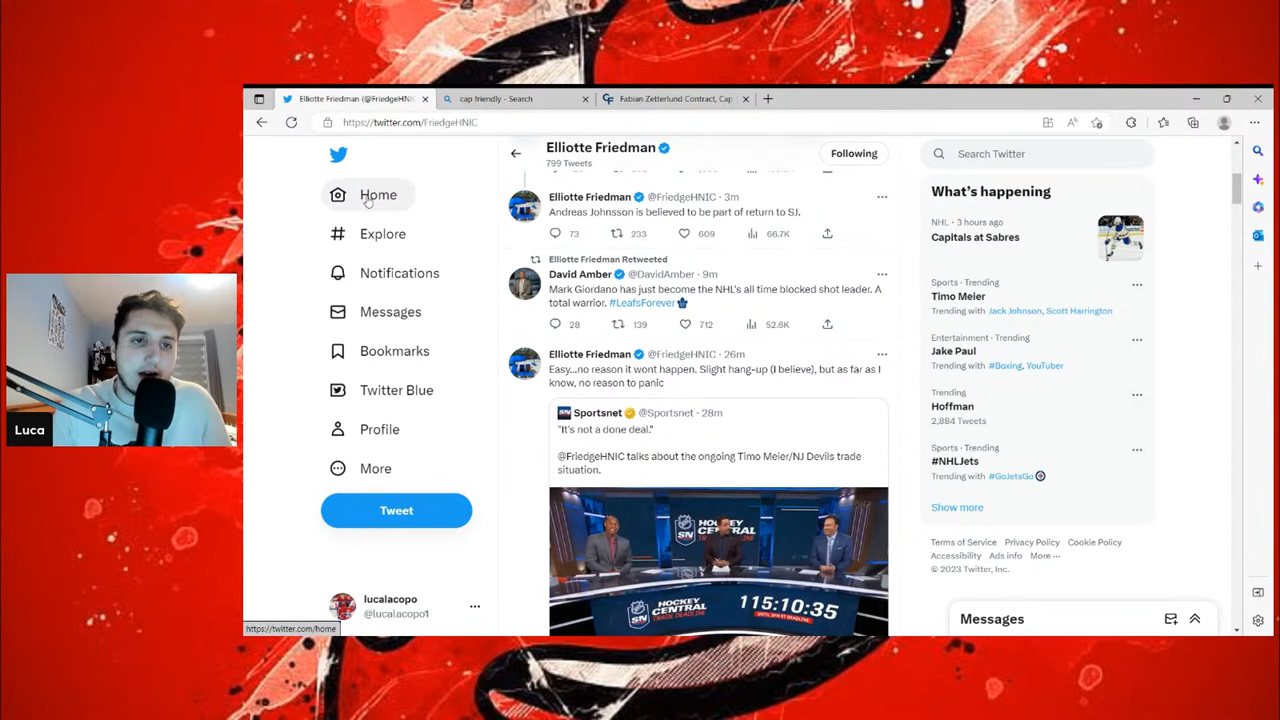 Elliotte Friedman (@FriedgeHNIC
cap friendly - Search
Fabian Zetterlund Contract, Cap
https://twitter.com/FriedgeHNIC
Home
Explore
Notifications
Messages
Bookmarks
Twitter Blue
Profile
More
Tweet
lucalacopo
@lucalacopo1
https://twitter.com/home
Elliotte Friedman
799 Tweets
Following
Elliotte Friedman @FriedgeHNIC · 3m
Andreas Johnsson is believed to be part of return to SJ.
73 233 609 66.7K
Elliotte Friedman Retweeted
David Amber @DavidAmber · 9m
Mark Giordano has just become the NHL's all time blocked shot leader. A
total warrior. #LeafsForever
28 139 712 52.6K
Elliotte Friedman @FriedgeHNIC · 26m
Easy...no reason it wont happen. Slight hang-up (I believe), but as far as I
know, no reason to panic
Sportsnet @Sportsnet · 28m
"It's not a done deal."
@FriedgeHNIC talks about the ongoing Timo Meier/NJ Devils trade
situation.
HOCKEY
CENTRAL
TRADE DEADLINE
HOCKEY
CENTRAL
TRADE DEADLINE
115:10:35
Search Twitter
What's happening
NHL · 3 hours ago
Capitals at Sabres
Sports · Trending
Timo Meier
Trending with Jack Johnson, Scott Harrington
Entertainment · Trending
Jake Paul
Trending with #Boxing, YouTuber
Trending
Hoffman
2,884 Tweets
Sports · Trending
#NHLJets
Trending with #GoJetsGo
Show more
Terms of Service Privacy Policy Cookie Policy
Accessibility Ads info More ···
© 2023 Twitter, Inc.
Messages
Luca